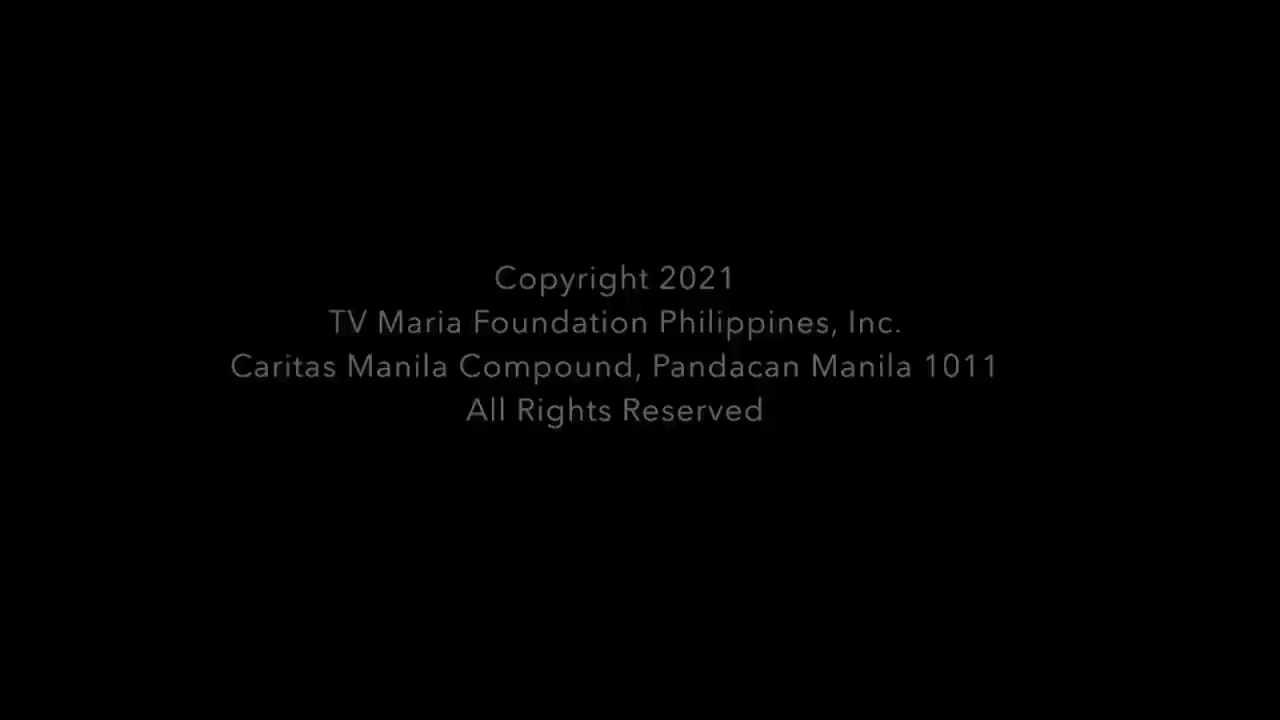 Copyright 2021
TV Maria Foundation Philippines, Inc.
Caritas Manila Compound, Pandacan Manila 1011
All Rights Reserved